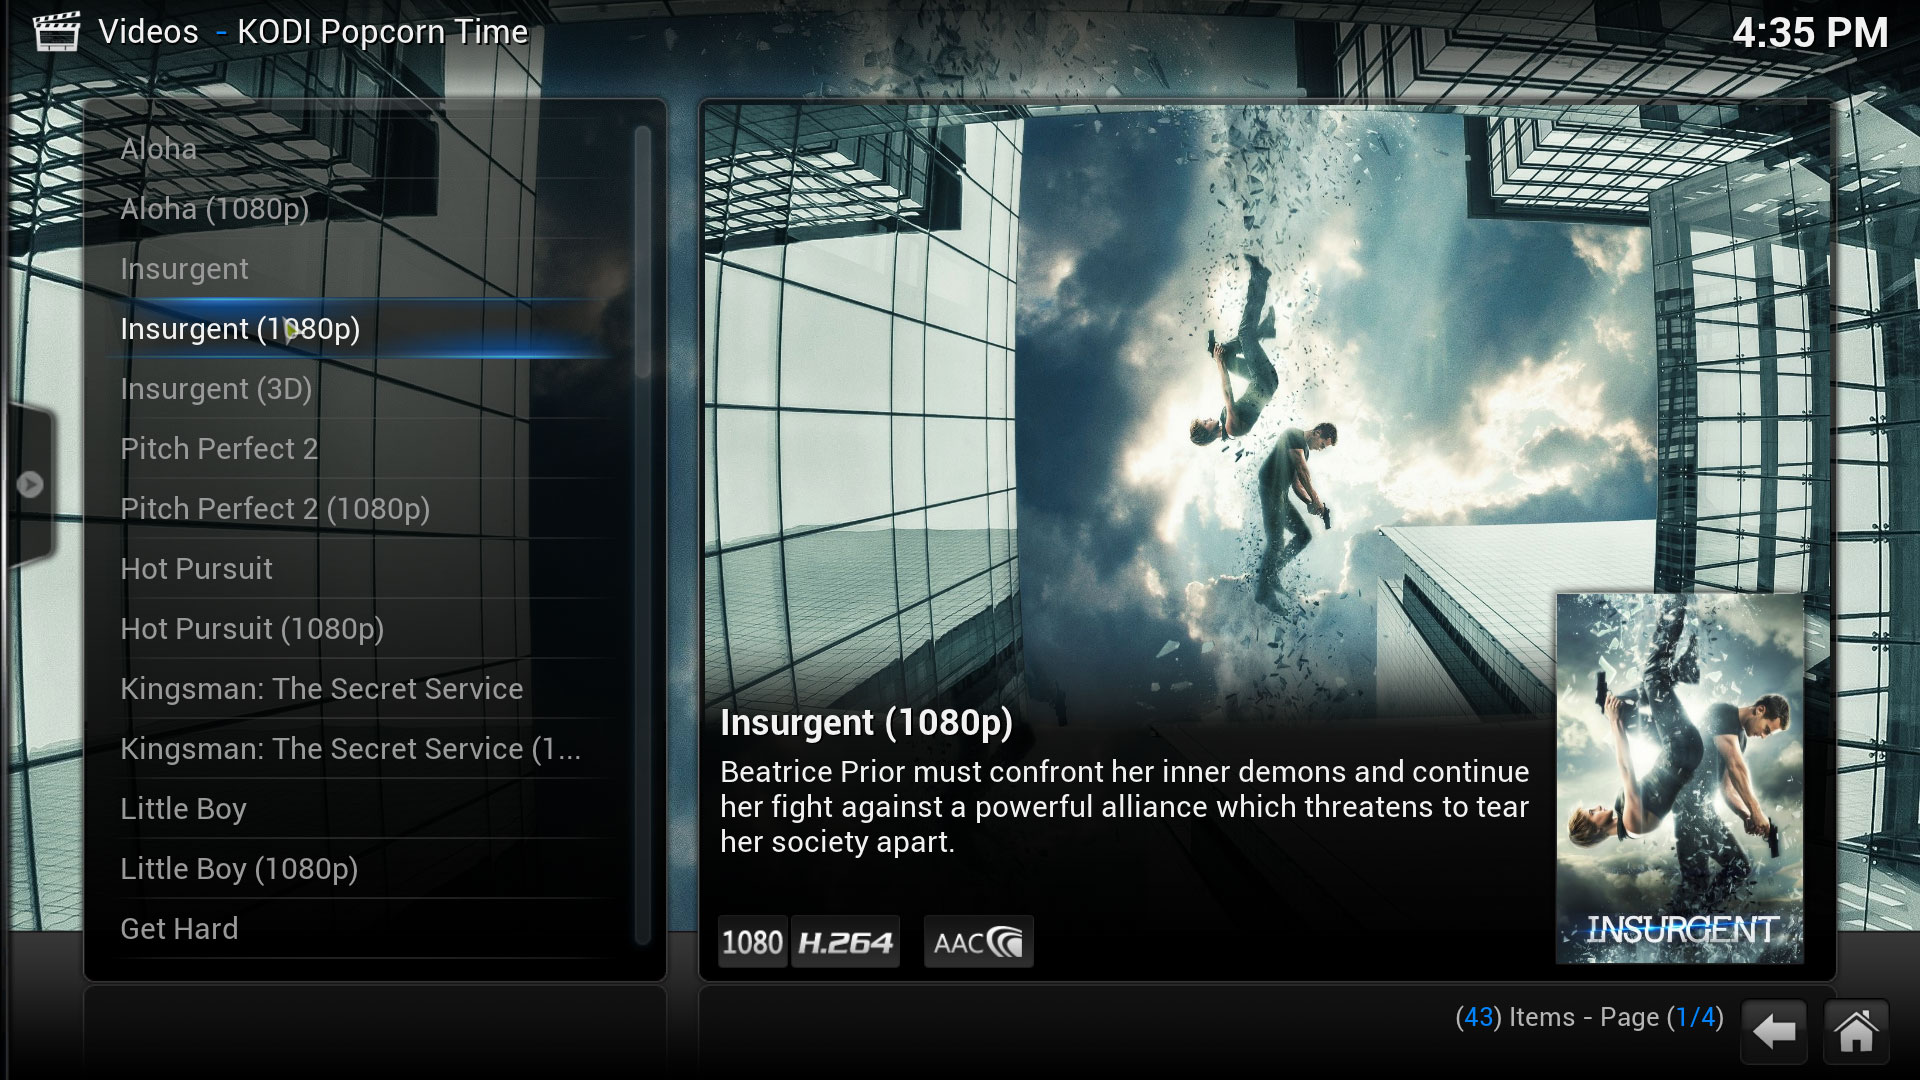 Videos - KODI Popcorn Time
4:35 PM
Aloha
Aloha (1080p)
Insurgent
Insurgent (1080p)
Insurgent (3D)
Pitch Perfect 2
Pitch Perfect 2 (1080p)
Hot Pursuit
Hot Pursuit (1080p)
Kingsman: The Secret Service
Kingsman: The Secret Service (1...
Little Boy
Little Boy (1080p)
Get Hard
Insurgent (1080p)
Beatrice Prior must confront her inner demons and continue
her fight against a powerful alliance which threatens to tear
her society apart.
1080 H.264 AAC
INSURGENT
(43) Items - Page (1/4)